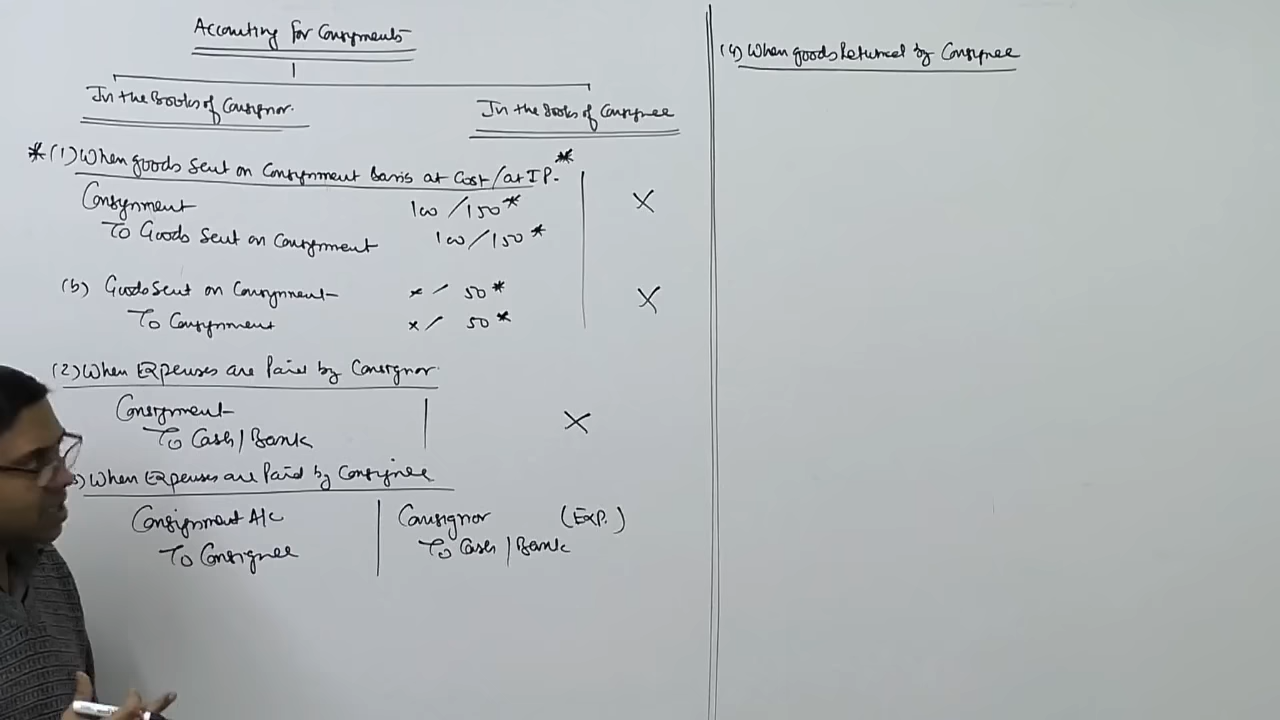 Accounting for Consignments
In the Books of Consignor.
In the Books of Consignee
*(1) When goods sent on Consignment Basis at Cost/at IP.*
Consignment 100/150*
To Goods Sent on Consignment 100/150*
X
(b) Goods Sent on Consignment x/ 50*
To Consignment x/ 50*
X
(2) When Expenses are Paid by Consignor.
Consignment
To Cash/Bank
X
) When Expenses are Paid by Consignee
Consignment A/c
To Consignee
Consignor (Exp.)
To Cash/Bank
(4) When goods Returned by Consignee